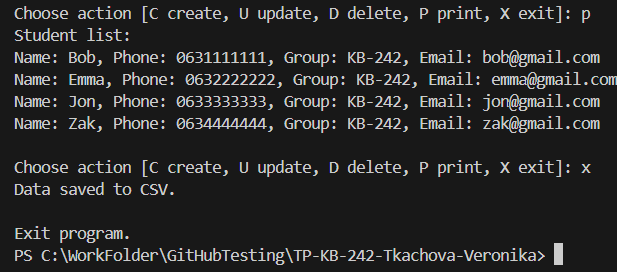 Choose action [C create, U update, D delete, P print, X exit]: p
Student list:
Name: Bob, Phone: 0631111111, Group: KB-242, Email: bob@gmail.com
Name: Emma, Phone: 0632222222, Group: KB-242, Email: emma@gmail.com
Name: Jon, Phone: 0633333333, Group: KB-242, Email: jon@gmail.com
Name: Zak, Phone: 0634444444, Group: KB-242, Email: zak@gmail.com
Choose action [C create, U update, D delete, P print, X exit]: x
Data saved to CSV.
Exit program.
PS C:\WorkFolder\GitHubTesting\TP-KB-242-Tkachova-Veronika>